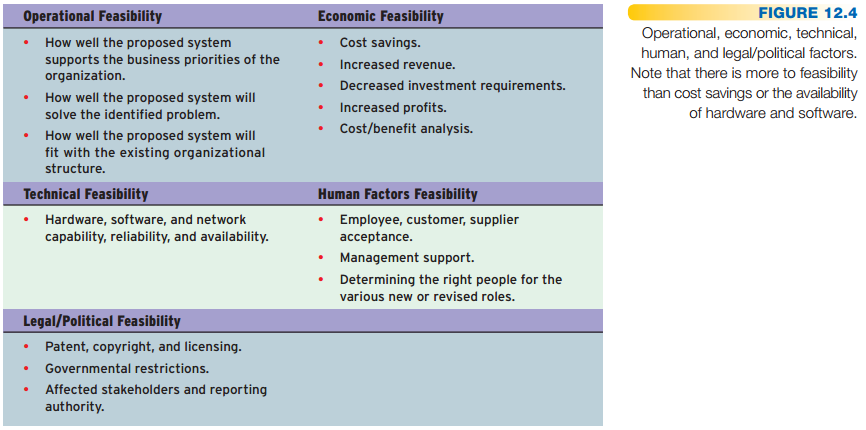 Operational Feasibility
• How well the proposed system
supports the business priorities of the
organization.
• How well the proposed system will
solve the identified problem.
• How well the proposed system will
fit with the existing organizational
structure.
Economic Feasibility
• Cost savings.
• Increased revenue.
• Decreased investment requirements.
• Increased profits.
• Cost/benefit analysis.
Technical Feasibility
• Hardware, software, and network
capability, reliability, and availability.
Human Factors Feasibility
• Employee, customer, supplier
acceptance.
• Management support.
• Determining the right people for the
various new or revised roles.
Legal/Political Feasibility
• Patent, copyright, and licensing.
• Governmental restrictions.
• Affected stakeholders and reporting
authority.
FIGURE 12.4
Operational, economic, technical,
human, and legal/political factors.
Note that there is more to feasibility
than cost savings or the availability
of hardware and software.